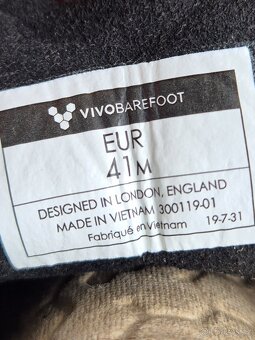 VIVOBAREFOOT
EUR
41M
DESIGNED IN LONDON, ENGLAND
MADE IN VIETNAM 300119-01
Fabriqué en Vietnam 19-7-31